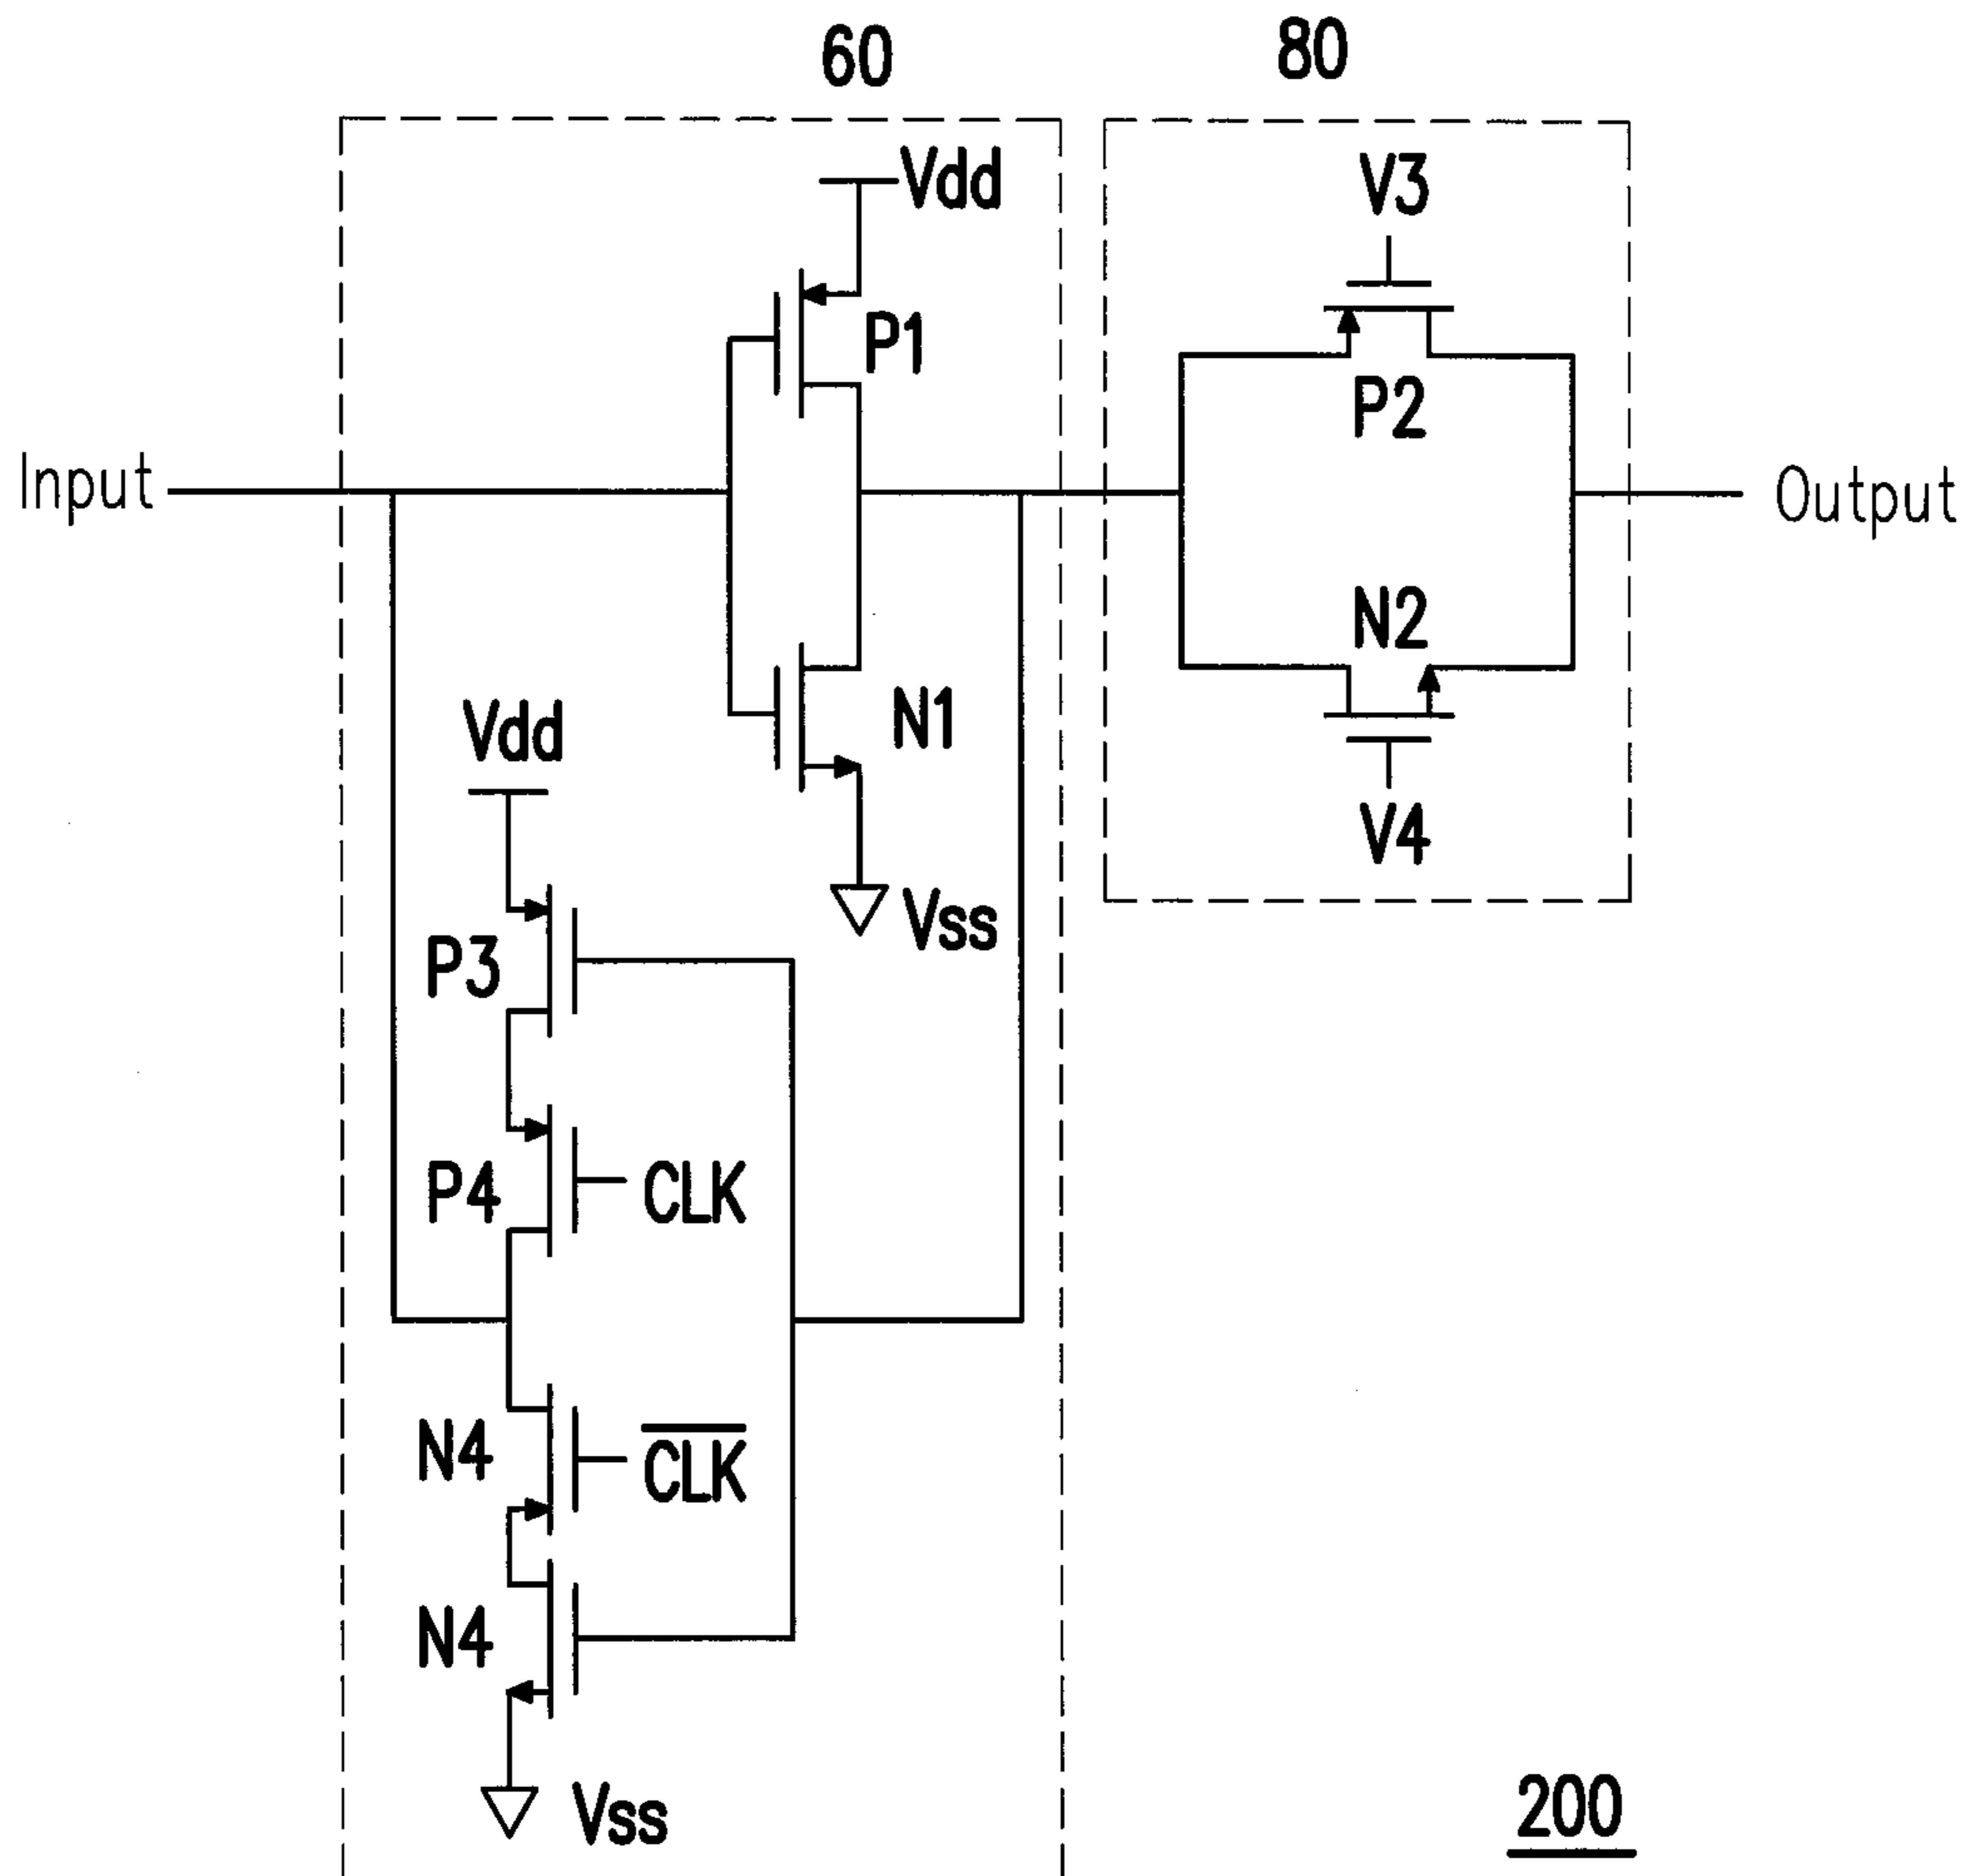 60
80
Vdd
V3
P1
P2
Input
Output
N2
Vdd
N1
V4
Vss
P3
P4
CLK
N4
C̅L̅K̅
N4
Vss
200